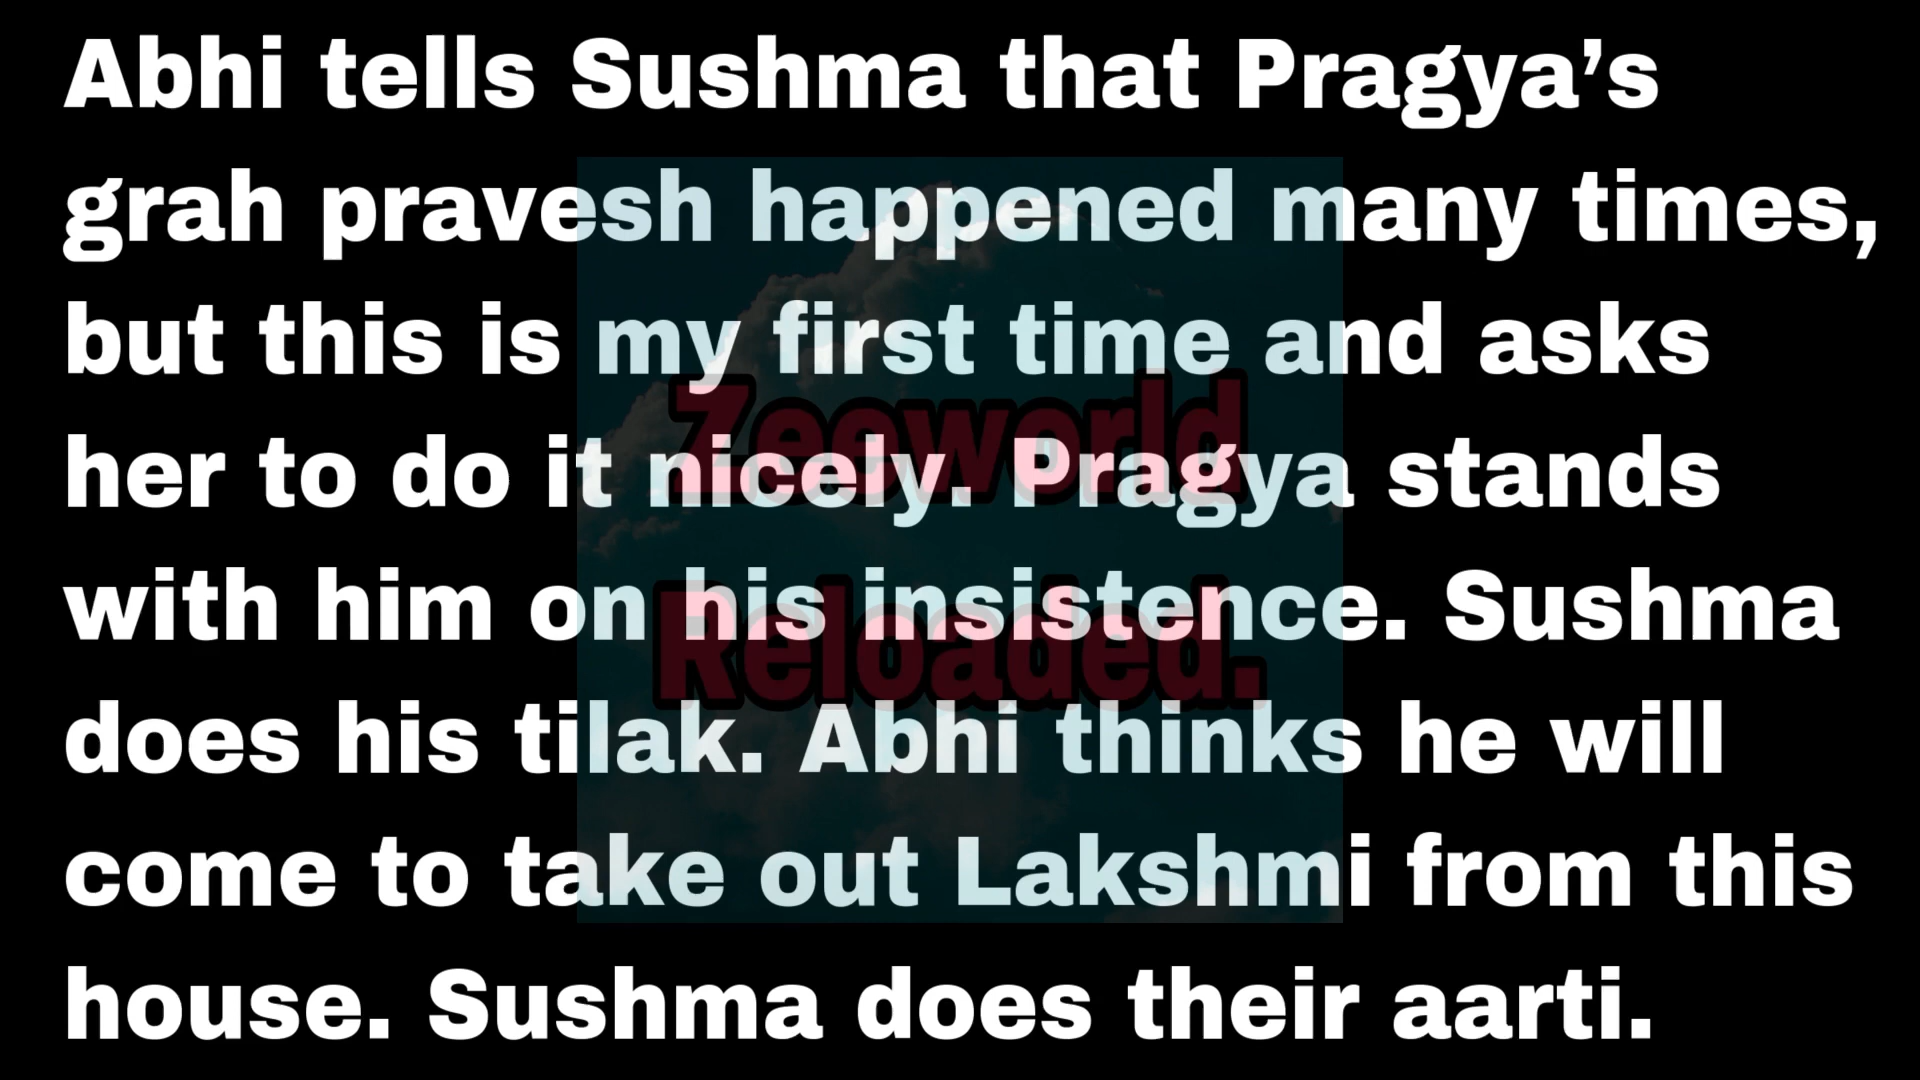 Abhi tells Sushma that Pragya’s
grah pravesh happened many times,
but this is my first time and asks
her to do it nicely. Pragya stands
with him on his insistence. Sushma
does his tilak. Abhi thinks he will
come to take out Lakshmi from this
house. Sushma does their aarti.
Zeeworld
Reloaded.